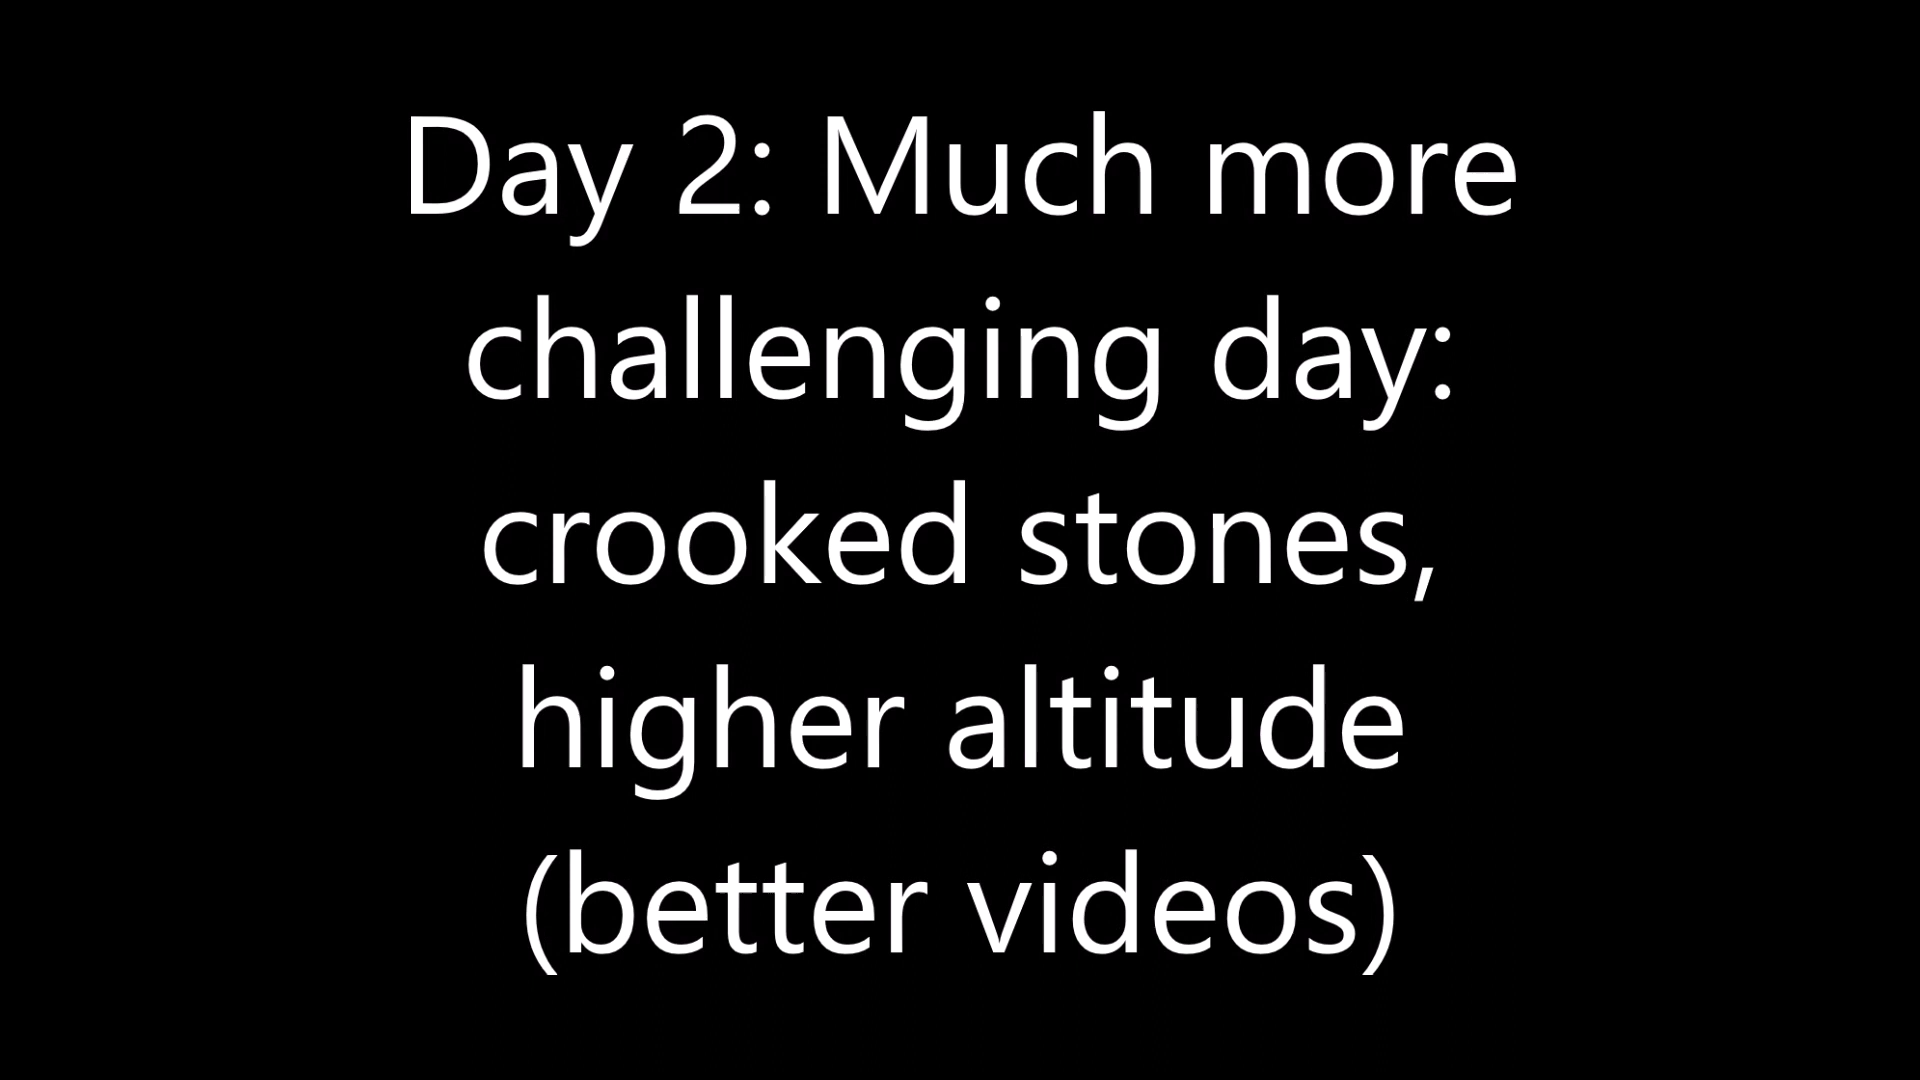 Day 2: Much more
challenging day:
crooked stones,
higher altitude
(better videos)